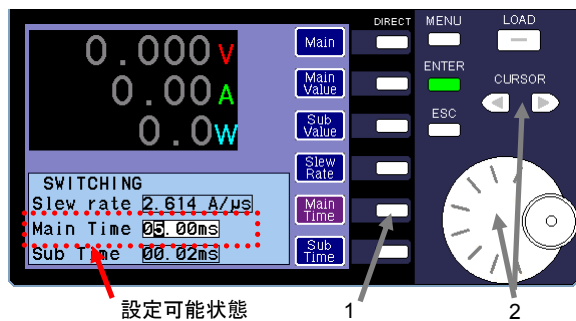 DIRECT
MENU
LOAD
0.000 V
0.00 A
0.0W
Main
Main
Value
Sub
Value
Slew
Rate
Main
Time
Sub
Time
ENTER
CURSOR
ESC
SWITCHING
Slew rate 2.614 A/µs
Main Time 05.00ms
Sub Time 00.02ms
設定可能状態
1
2